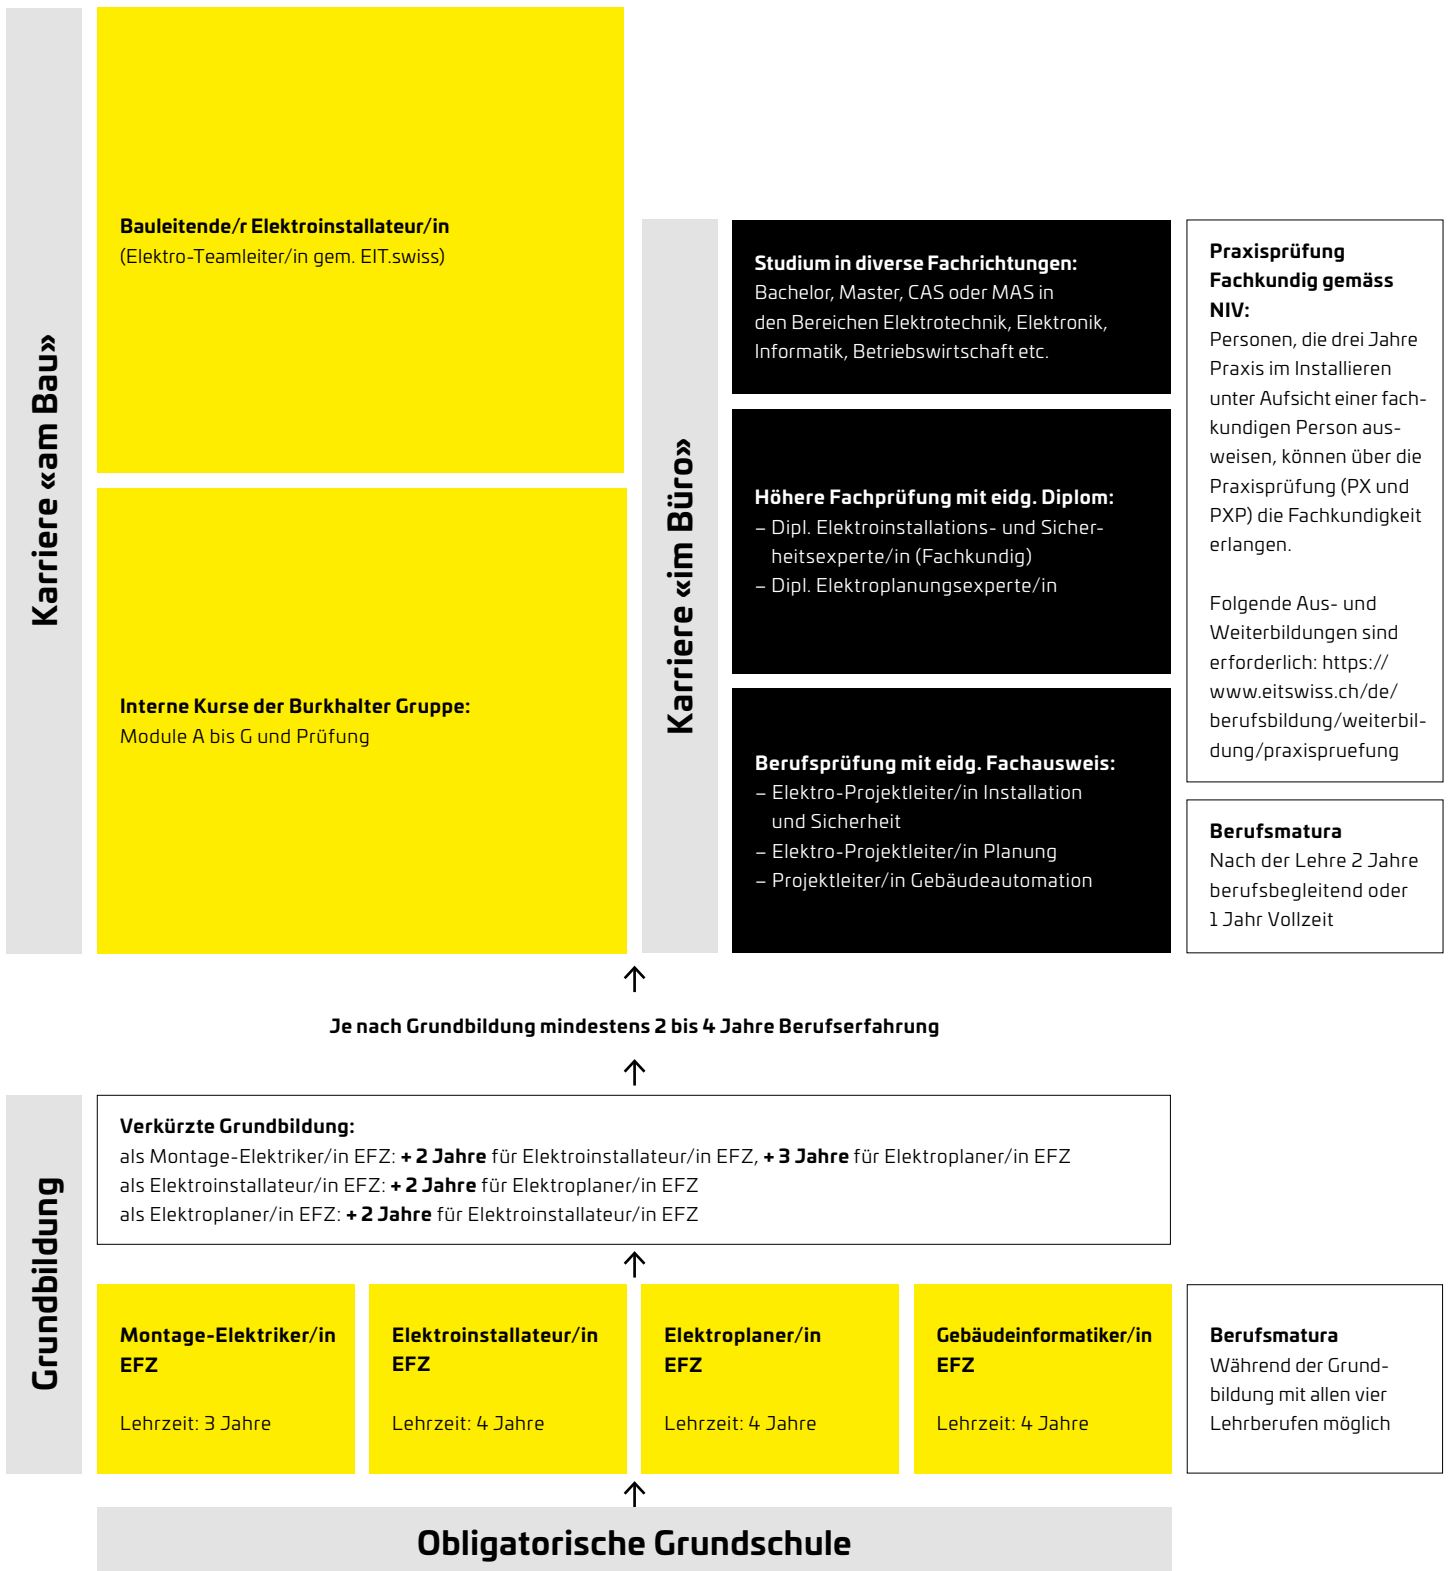 Karriere «am Bau»
Bauleitende/r Elektroinstallateur/in
(Elektro-Teamleiter/in gem. EIT.swiss)
Interne Kurse der Burkhalter Gruppe:
Module A bis G und Prüfung
Karriere «im Büro»
Studium in diverse Fachrichtungen:
Bachelor, Master, CAS oder MAS in
den Bereichen Elektrotechnik, Elektronik,
Informatik, Betriebswirtschaft etc.
Höhere Fachprüfung mit eidg. Diplom:
– Dipl. Elektroinstallations- und Sicher-
heitsexperte/in (Fachkundig)
– Dipl. Elektroplanungsexperte/in
Berufsprüfung mit eidg. Fachausweis:
– Elektro-Projektleiter/in Installation
und Sicherheit
– Elektro-Projektleiter/in Planung
– Projektleiter/in Gebäudeautomation
Praxisprüfung
Fachkundig gemäss
NIV:
Personen, die drei Jahre
Praxis im Installieren
unter Aufsicht einer fach-
kundigen Person aus-
weisen, können über die
Praxisprüfung (PX und
PXP) die Fachkundigkeit
erlangen.
Folgende Aus- und
Weiterbildungen sind
erforderlich: https://
www.eitswiss.ch/de/
berufsbildung/weiterbil-
dung/praxispruefung
Berufsmatura
Nach der Lehre 2 Jahre
berufsbegleitend oder
1 Jahr Vollzeit
Je nach Grundbildung mindestens 2 bis 4 Jahre Berufserfahrung
Grundbildung
Verkürzte Grundbildung:
als Montage-Elektriker/in EFZ: + 2 Jahre für Elektroinstallateur/in EFZ, + 3 Jahre für Elektroplaner/in EFZ
als Elektroinstallateur/in EFZ: + 2 Jahre für Elektroplaner/in EFZ
als Elektroplaner/in EFZ: + 2 Jahre für Elektroinstallateur/in EFZ
Montage-Elektriker/in
EFZ
Lehrzeit: 3 Jahre
Elektroinstallateur/in
EFZ
Lehrzeit: 4 Jahre
Elektroplaner/in
EFZ
Lehrzeit: 4 Jahre
Gebäudeinformatiker/in
EFZ
Lehrzeit: 4 Jahre
Berufsmatura
Während der Grund-
bildung mit allen vier
Lehrberufen möglich
Obligatorische Grundschule